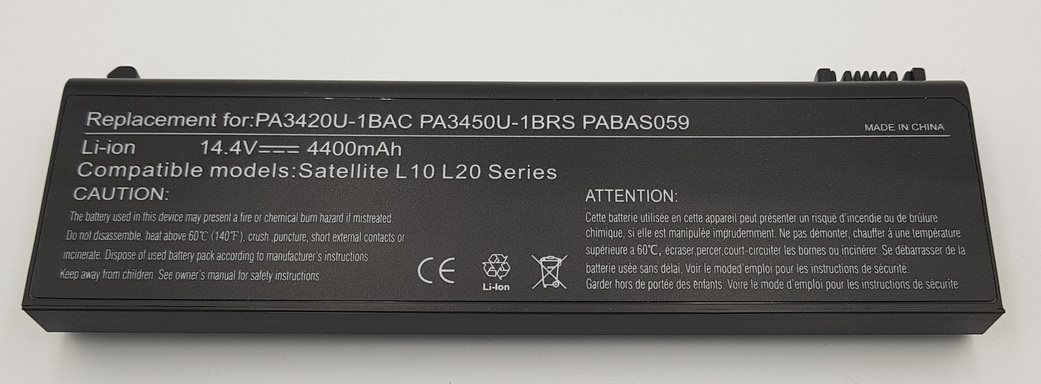 Replacement for:PA3420U-1BAC PA3450U-1BRS PABAS059
MADE IN CHINA
Li-ion 14.4V 4400mAh
Compatible models:Satellite L10 L20 Series
CAUTION:
The battery used in this device may present a fire or chemical burn hazard if mistreated.
Do not disassemble, heat above 60℃ (140°F), crush ,puncture, short external contacts or
incinerate. Dispose of used battery pack according to manufacturer's instructions.
Keep away from children. See owner's manual for safety instructions.
CE
Li-Ion
ATTENTION:
Cette batterie utilisée en cette appareil peut présenter un risque d'incendie ou de brûlure
chimique, si elle est manipulée imprudemment. Ne pas démonter, chauffer à une température
supérieure a 60℃, écraser,percer,court-circuiter les bornes ou incinérer. Se débarrasser de la
batterie usée sans délai. Voir le moded'emploi pour les instructions de sécurité.
Garder hors de portée des enfants. Voire le mode d'emploi pour les instructions de sécurite